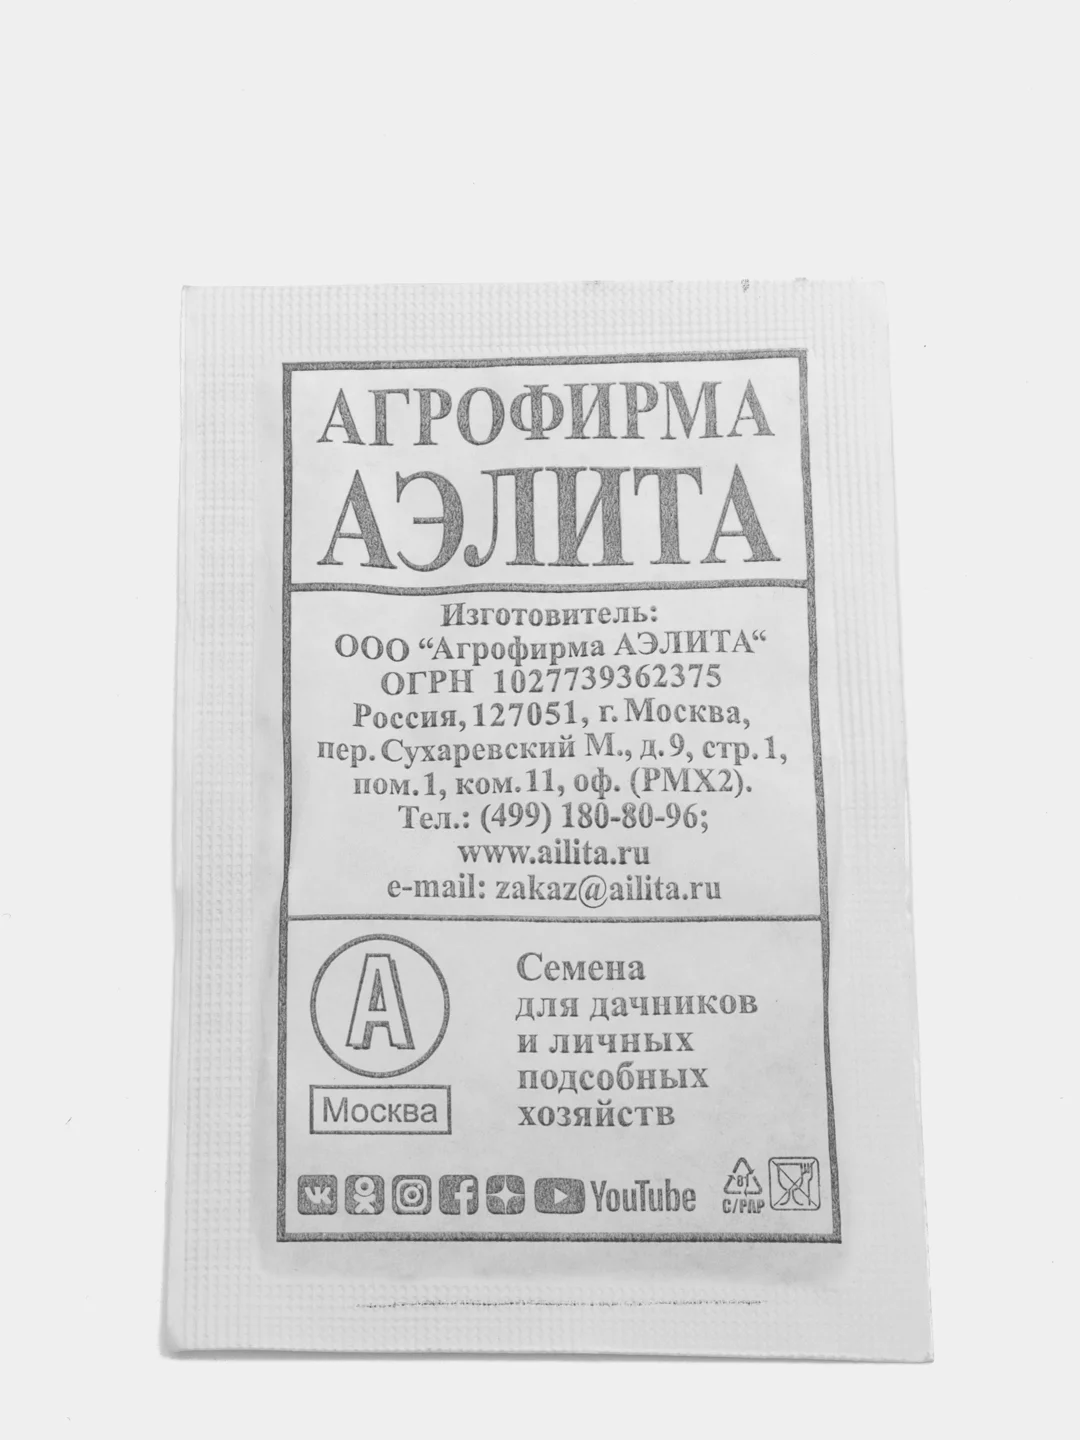 АГРОФИРМА
АЭЛИТА
Изготовитель:
ООО “Агрофирма АЭЛИТА“
ОГРН 1027739362375
Россия, 127051, г. Москва,
пер. Сухаревский М., д. 9, стр. 1,
пом. 1, ком. 11, оф. (РМХ2).
Тел.: (499) 180-80-96;
www.ailita.ru
e-mail: zakaz@ailita.ru
А
Москва
Семена
для дачников
и личных
подсобных
хозяйств
YouTube
81
C/PAP